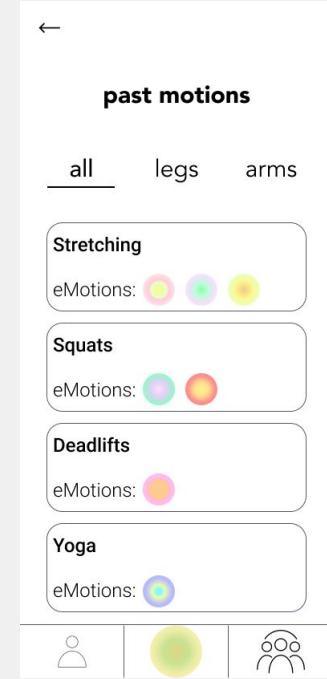 past motions
all legs arms
Stretching
eMotions:
Squats
eMotions:
Deadlifts
eMotions:
Yoga
eMotions: